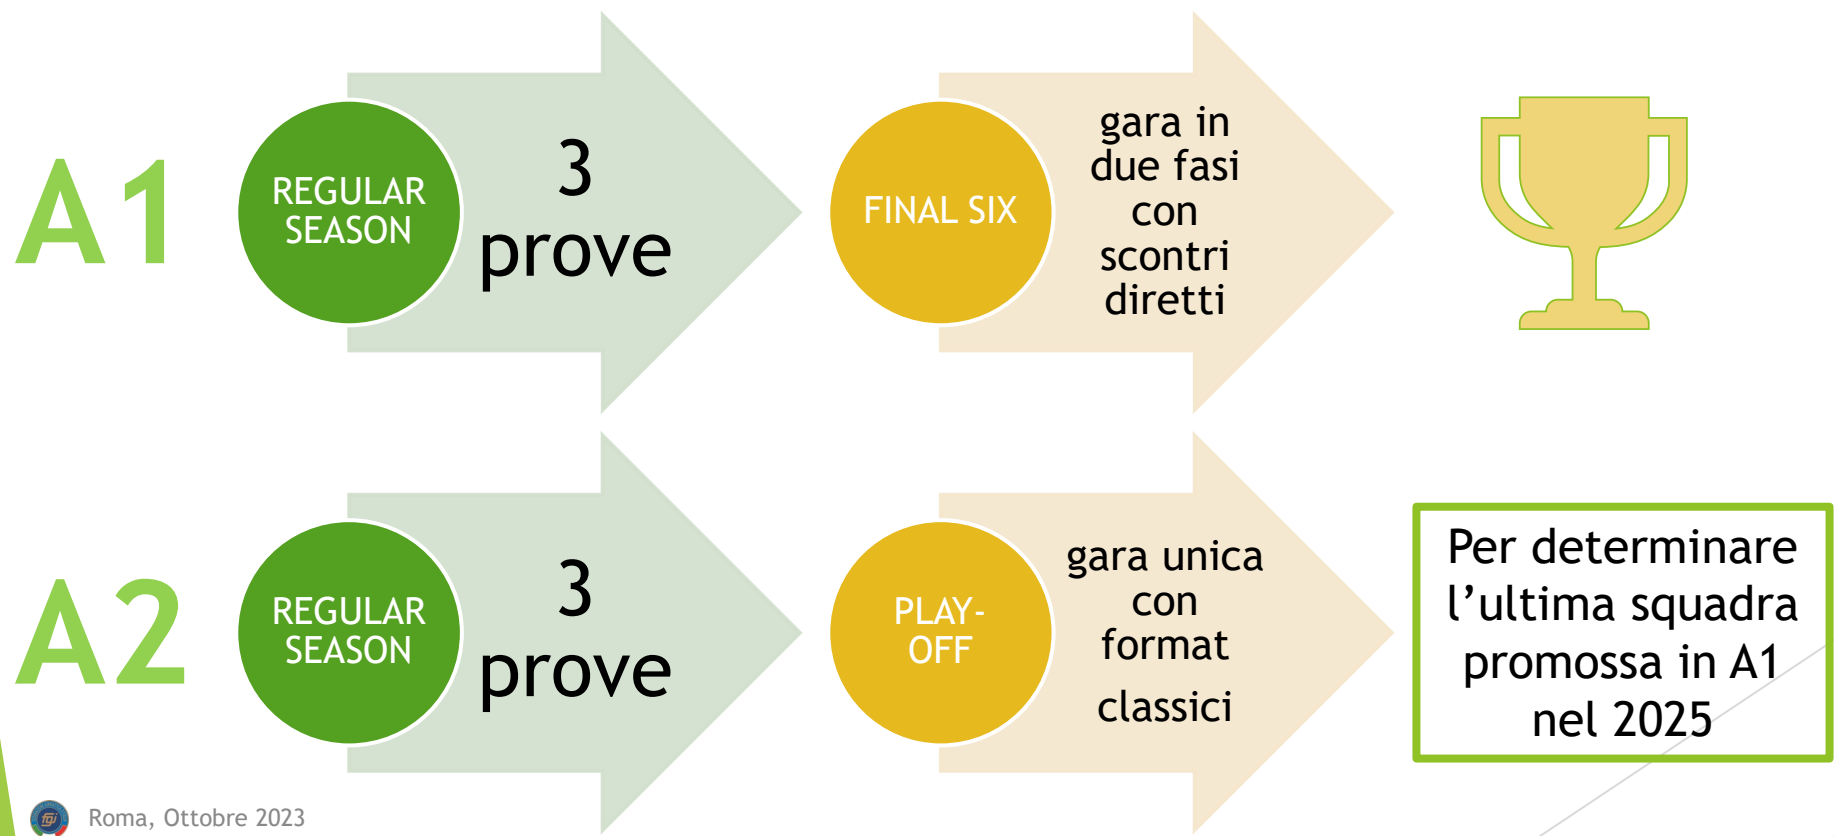 A1
REGULAR
SEASON
3
prove
FINAL SIX
gara in
due fasi
con
scontri
diretti
A2
REGULAR
SEASON
3
prove
PLAY-
OFF
gara unica
con
format
classici
Per determinare
l’ultima squadra
promossa in A1
nel 2025
fgi
Roma, Ottobre 2023